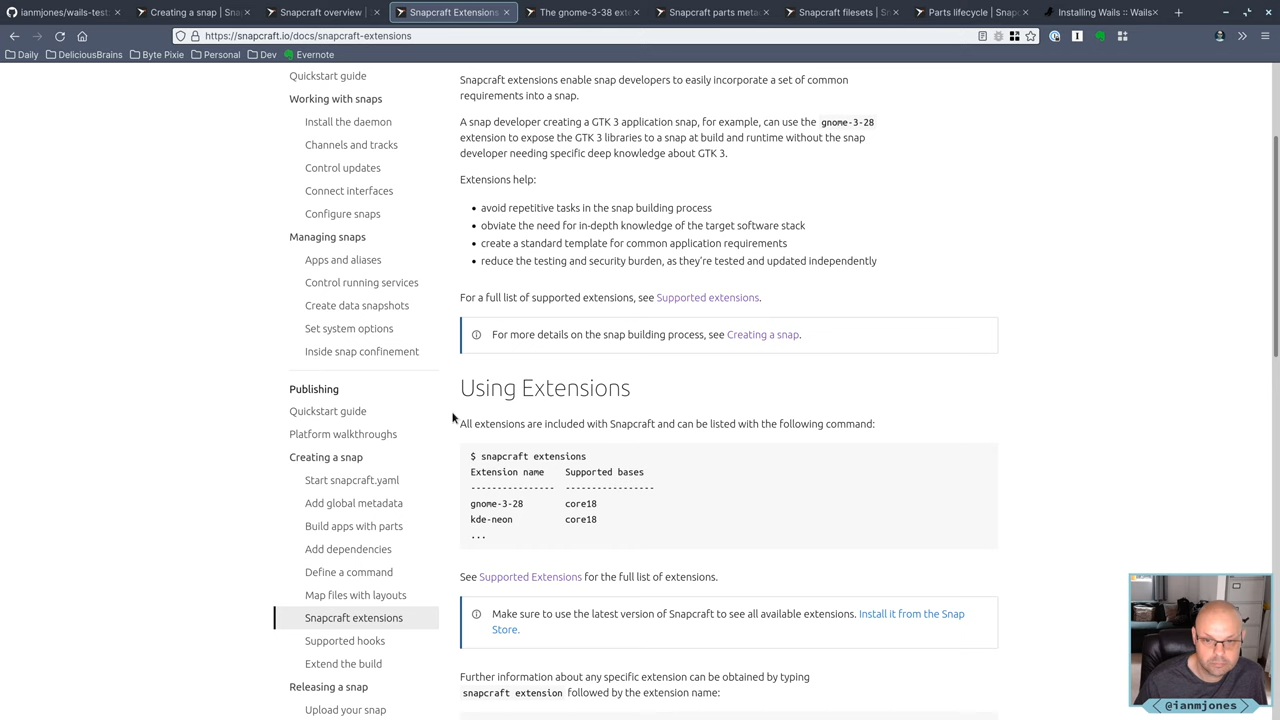 ianmjones/wails-test
Creating a snap | Snap
Snapcraft overview |
Snapcraft Extensions
The gnome-3-38 exte
Snapcraft parts meta
Snapcraft filesets | Sn
Parts lifecycle | Snapc
Installing Wails :: Wails
https://snapcraft.io/docs/snapcraft-extensions
Daily
DeliciousBrains
Byte Pixie
Personal
Dev
Evernote
Quickstart guide
Working with snaps
Install the daemon
Channels and tracks
Control updates
Connect interfaces
Configure snaps
Managing snaps
Apps and aliases
Control running services
Create data snapshots
Set system options
Inside snap confinement
Publishing
Quickstart guide
Platform walkthroughs
Creating a snap
Start snapcraft.yaml
Add global metadata
Build apps with parts
Add dependencies
Define a command
Map files with layouts
Snapcraft extensions
Supported hooks
Extend the build
Releasing a snap
Upload your snap
Snapcraft extensions enable snap developers to easily incorporate a set of common
requirements into a snap.
A snap developer creating a GTK 3 application snap, for example, can use the gnome-3-28
extension to expose the GTK 3 libraries to a snap at build and runtime without the snap
developer needing specific deep knowledge about GTK 3.
Extensions help:
• avoid repetitive tasks in the snap building process
• obviate the need for in-depth knowledge of the target software stack
• create a standard template for common application requirements
• reduce the testing and security burden, as they're tested and updated independently
For a full list of supported extensions, see Supported extensions.
For more details on the snap building process, see Creating a snap.
Using Extensions
All extensions are included with Snapcraft and can be listed with the following command:
$ snapcraft extensions
Extension name Supported bases
---------------- -----------------
gnome-3-28 core18
kde-neon core18
...
See Supported Extensions for the full list of extensions.
Make sure to use the latest version of Snapcraft to see all available extensions. Install it from the Snap
Store.
Further information about any specific extension can be obtained by typing
snapcraft extension followed by the extension name:
@ianmjones